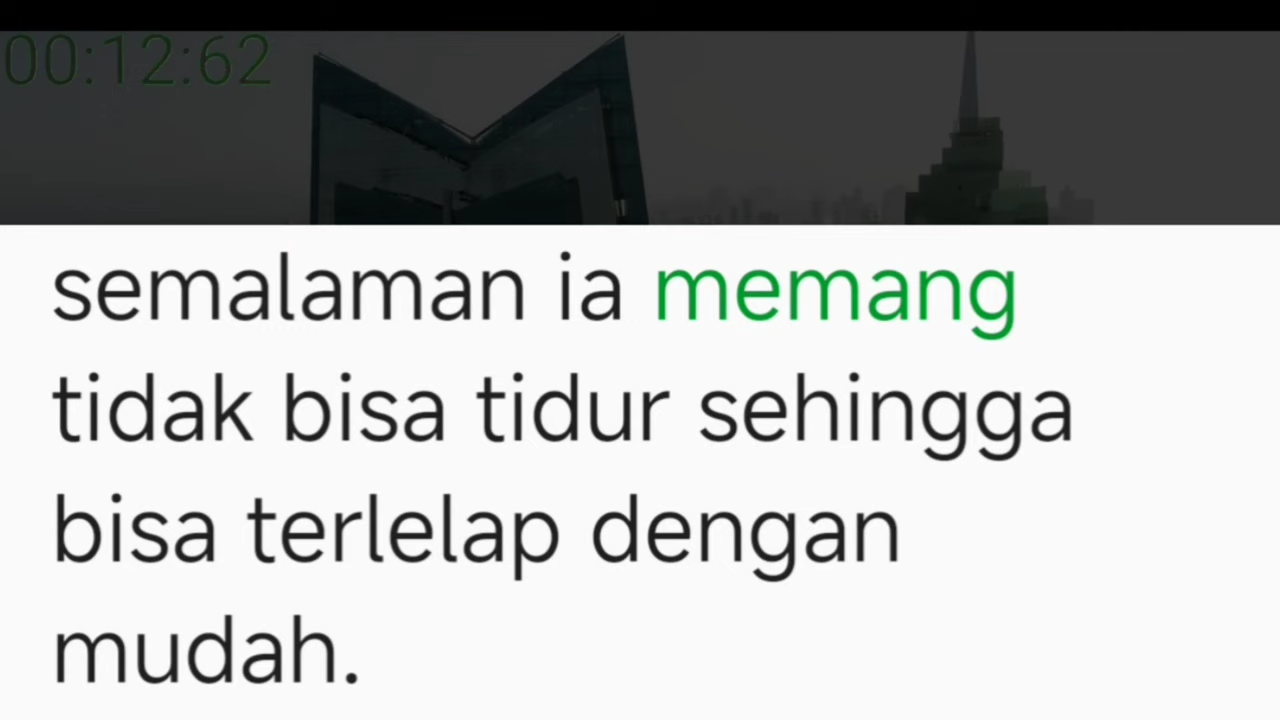 00:12:62
semalaman ia memang
tidak bisa tidur sehingga
bisa terlelap dengan
mudah.